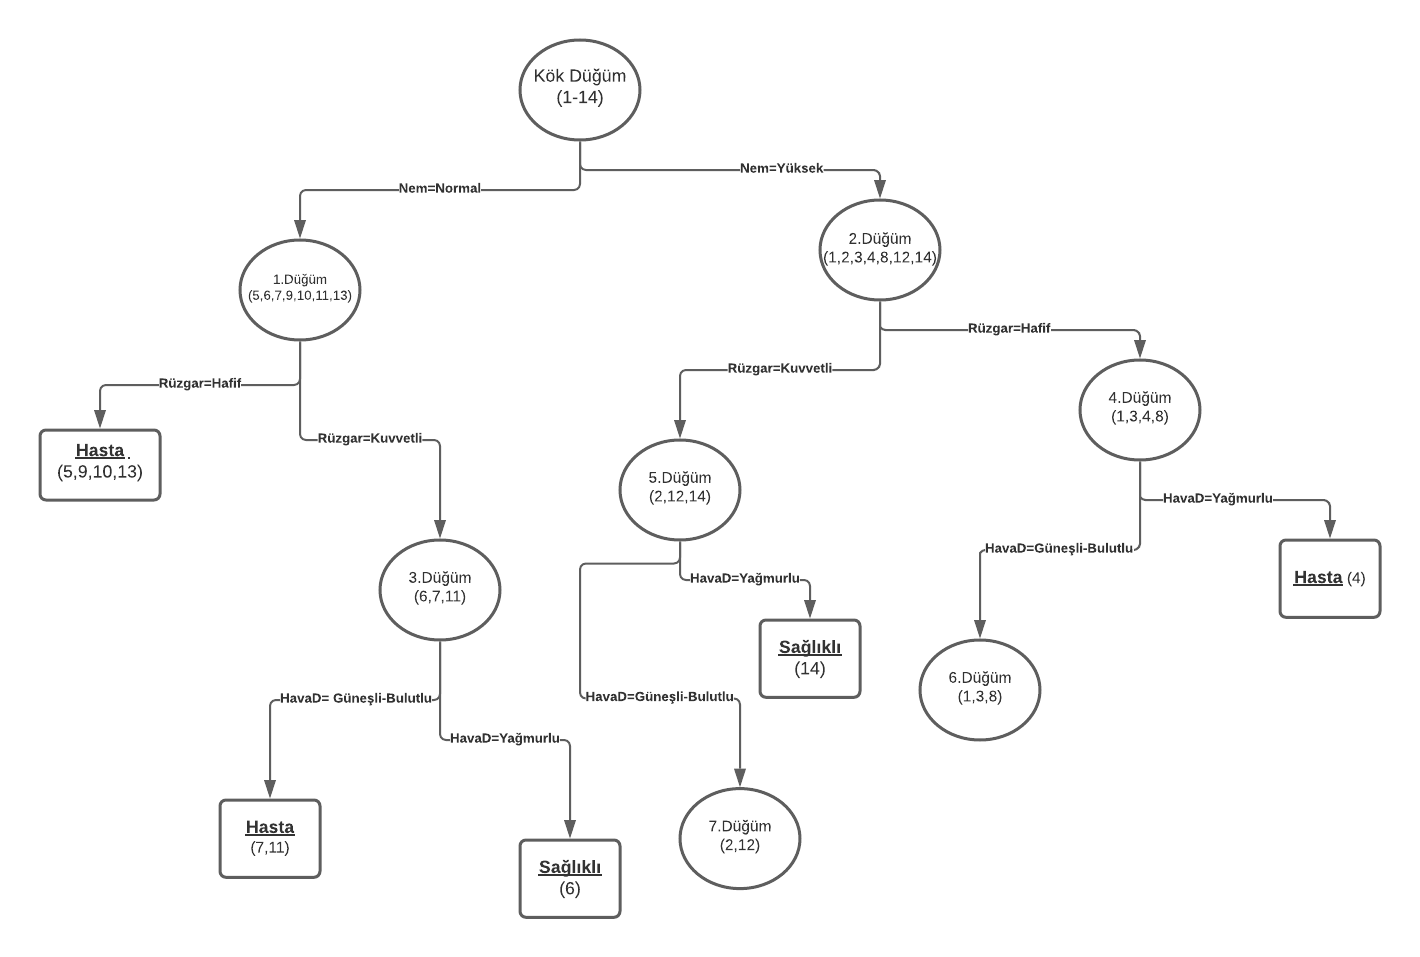 Kök Düğüm
(1-14)
Nem=Yüksek
Nem=Normal
2.Düğüm
(1,2,3,4,8,12,14)
1.Düğüm
(5,6,7,9,10,11,13)
Rüzgar=Hafif
Rüzgar=Kuvvetli
Rüzgar=Hafif
4.Düğüm
(1,3,4,8)
Rüzgar=Kuvvetli
Hasta .
(5,9,10,13)
5.Düğüm
(2,12,14)
HavaD=Yağmurlu
HavaD=Güneşli-Bulutlu
3.Düğüm
(6,7,11)
HavaD=Yağmurlu
Hasta (4)
Sağlıklı
(14)
6.Düğüm
(1,3,8)
HavaD= Güneşli-Bulutlu
HavaD=Güneşli-Bulutlu
HavaD=Yağmurlu
Hasta
(7,11)
7.Düğüm
(2,12)
Sağlıklı
(6)